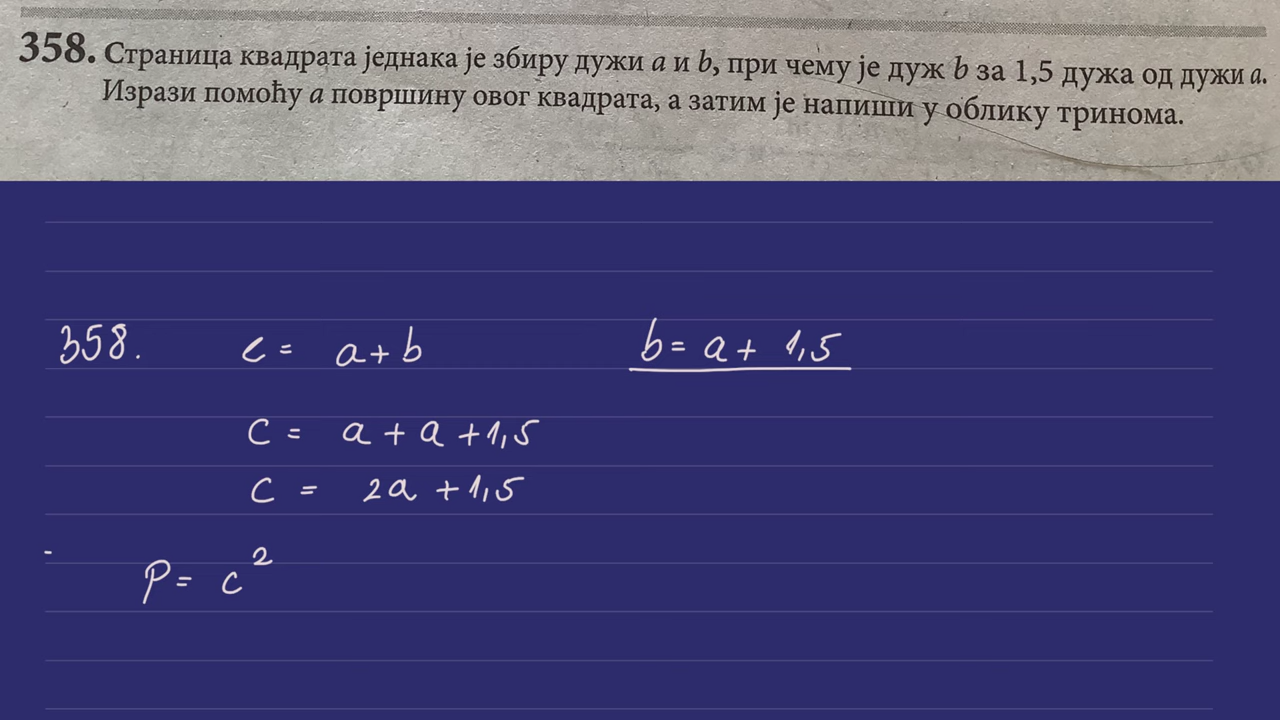 358. Страница квадрата једнака је збиру дужи a и b, при чему је дуж b за 1,5 дужа од дужи a.
Изрази помоћу a површину овог квадрата, а затим је напиши у облику тринома.
358. c = a + b b = a + 1,5
C = a + a + 1,5
C = 2a + 1,5
P = c²